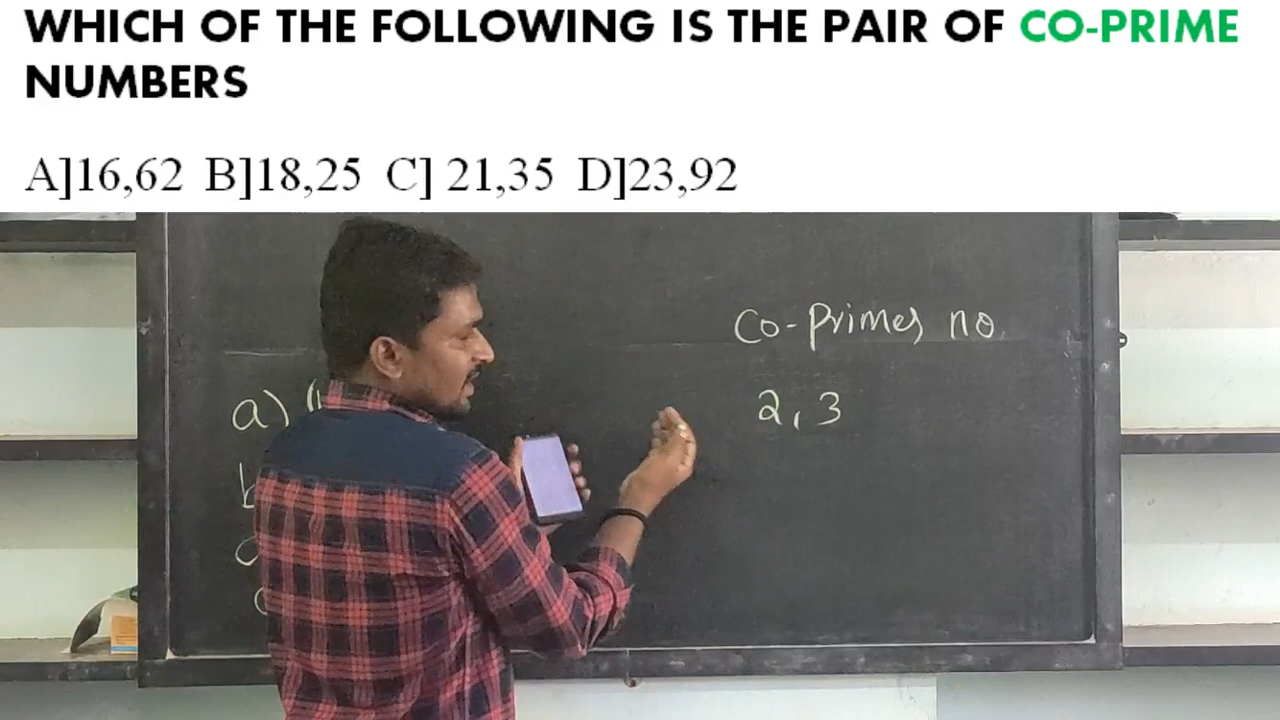 WHICH OF THE FOLLOWING IS THE PAIR OF CO-PRIME
NUMBERS
A]16,62 B]18,25 C] 21,35 D]23,92
Co-Primes no
a)
2, 3